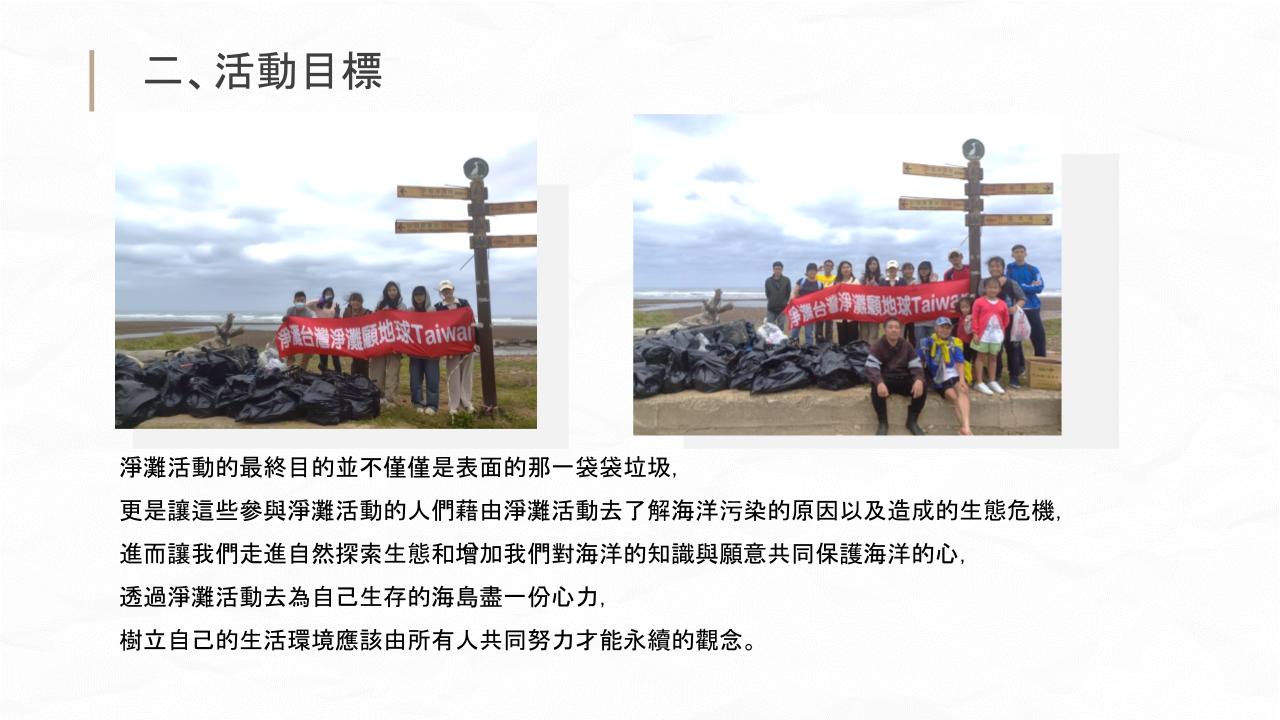 二、活動目標
淨灘台灣淨灘顧地球Taiwan
淨灘台灣淨灘顧地球Taiwan
淨灘活動的最終目的並不僅僅是表面的那一袋袋垃圾,
更是讓這些參與淨灘活動的人們藉由淨灘活動去了解海洋污染的原因以及造成的生態危機,
進而讓我們走進自然探索生態和增加我們對海洋的知識與願意共同保護海洋的心,
透過淨灘活動去為自己生存的海島盡一份心力,
樹立自己的生活環境應該由所有人共同努力才能永續的觀念。